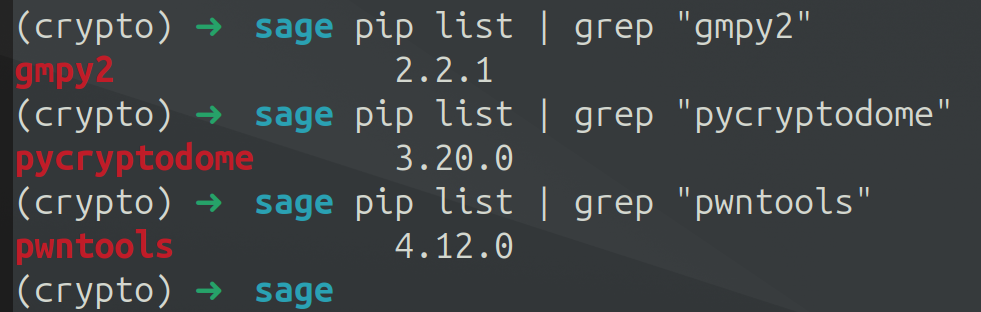 (crypto) ➜ sage pip list | grep "gmpy2"
gmpy2 2.2.1
(crypto) ➜ sage pip list | grep "pycryptodome"
pycryptodome 3.20.0
(crypto) ➜ sage pip list | grep "pwntools"
pwntools 4.12.0
(crypto) ➜ sage